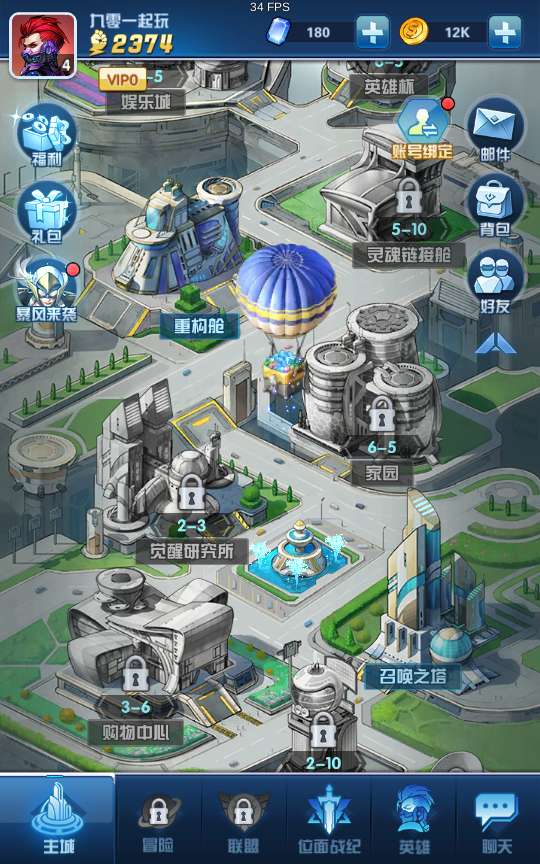 34 FPS
九零一起玩
2374
4
180
12K
VIP0
-5
娱乐城
英雄杯
福利
账号绑定
邮件
礼包
5-10
背包
灵魂链接舱
暴风来袭
好友
重构舱
6-5
家园
2-3
觉醒研究所
召唤之塔
3-6
购物中心
2-10
主城
冒险
联盟
位面战纪
英雄
聊天